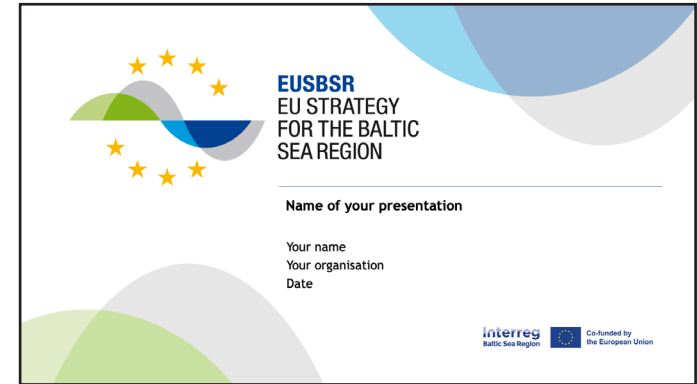 EUSBSR
EU STRATEGY
FOR THE BALTIC
SEA REGION
Name of your presentation
Your name
Your organisation
Date
Interreg
Baltic Sea Region
Co-funded by
the European Union